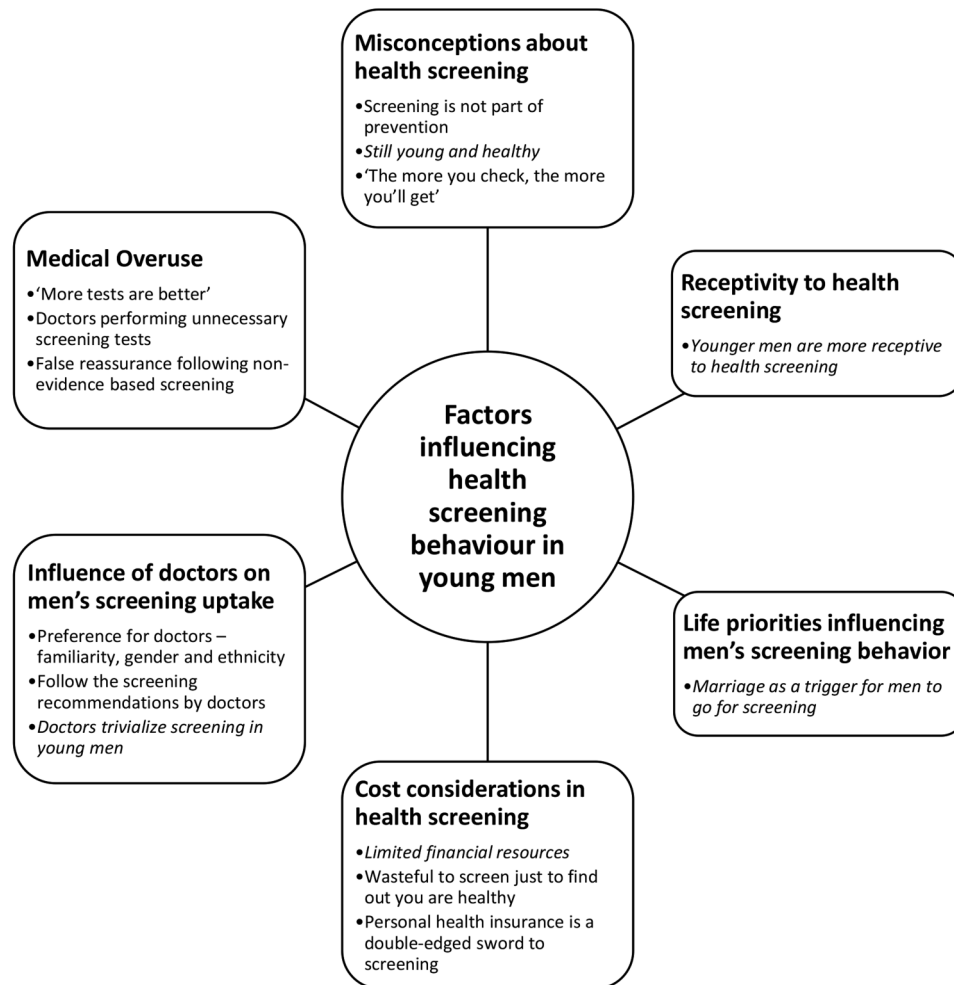 Misconceptions about
health screening
•Screening is not part of
prevention
•Still young and healthy
•‘The more you check, the more
you’ll get’
Medical Overuse
•‘More tests are better’
•Doctors performing unnecessary
screening tests
•False reassurance following non-
evidence based screening
Receptivity to health
screening
•Younger men are more receptive
to health screening
Factors
influencing
health
screening
behaviour in
young men
Influence of doctors on
men’s screening uptake
•Preference for doctors –
familiarity, gender and ethnicity
•Follow the screening
recommendations by doctors
•Doctors trivialize screening in
young men
Life priorities influencing
men’s screening behavior
•Marriage as a trigger for men to
go for screening
Cost considerations in
health screening
•Limited financial resources
•Wasteful to screen just to find
out you are healthy
•Personal health insurance is a
double-edged sword to
screening